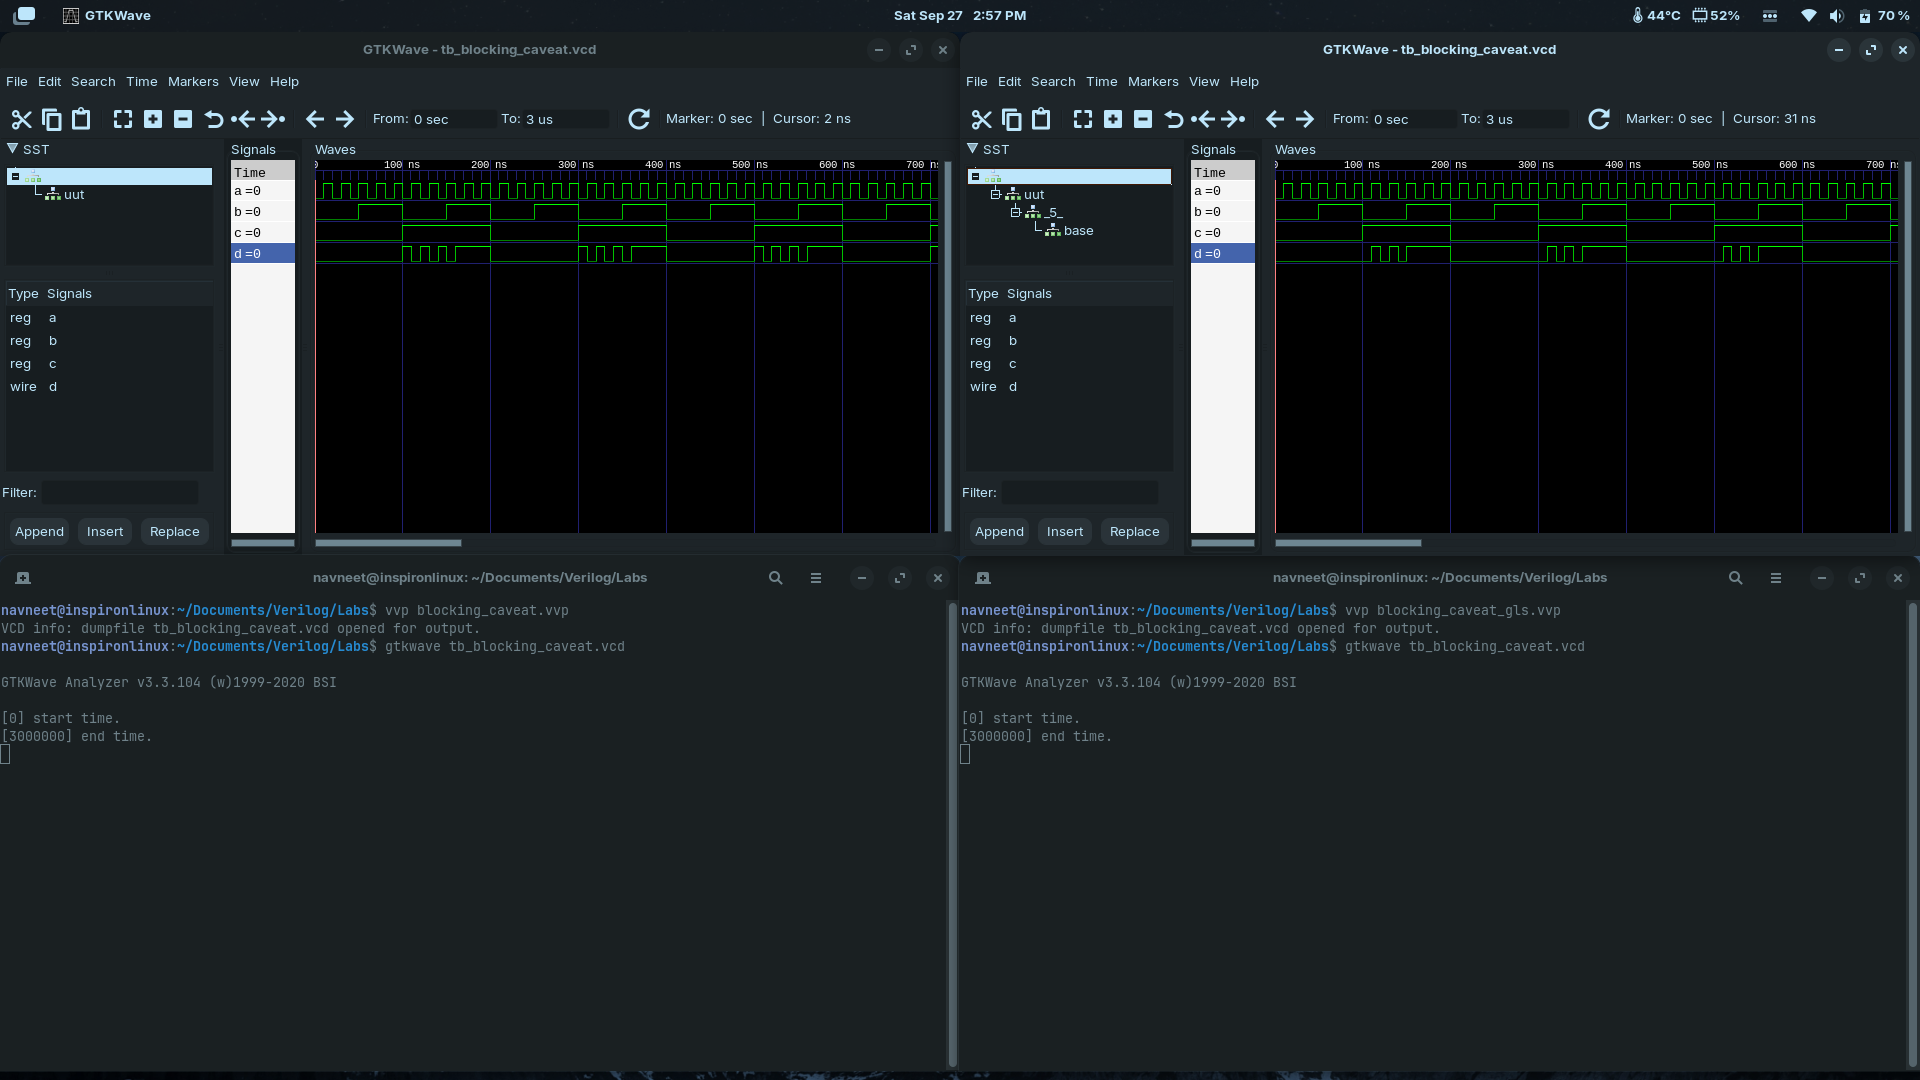 GTKWave
Sat Sep 27 2:57 PM
44°C 52% 70 %
GTKWave - tb_blocking_caveat.vcd
File Edit Search Time Markers View Help
From: 0 sec To: 3 us Marker: 0 sec | Cursor: 2 ns
SST
uut
Type Signals
reg a
reg b
reg c
wire d
Filter:
Append Insert Replace
Signals
Time
a =0
b =0
c =0
d =0
Waves
100 ns 200 ns 300 ns 400 ns 500 ns 600 ns 700 n
GTKWave - tb_blocking_caveat.vcd
File Edit Search Time Markers View Help
From: 0 sec To: 3 us Marker: 0 sec | Cursor: 31 ns
SST
uut
_5_
base
Type Signals
reg a
reg b
reg c
wire d
Filter:
Append Insert Replace
Signals
Time
a =0
b =0
c =0
d =0
Waves
100 ns 200 ns 300 ns 400 ns 500 ns 600 ns 700 n
navneet@inspironlinux: ~/Documents/Verilog/Labs
navneet@inspironlinux:~/Documents/Verilog/Labs$ vvp blocking_caveat.vvp
VCD info: dumpfile tb_blocking_caveat.vcd opened for output.
navneet@inspironlinux:~/Documents/Verilog/Labs$ gtkwave tb_blocking_caveat.vcd
GTKWave Analyzer v3.3.104 (w)1999-2020 BSI
[0] start time.
[3000000] end time.
navneet@inspironlinux: ~/Documents/Verilog/Labs
navneet@inspironlinux:~/Documents/Verilog/Labs$ vvp blocking_caveat_gls.vvp
VCD info: dumpfile tb_blocking_caveat.vcd opened for output.
navneet@inspironlinux:~/Documents/Verilog/Labs$ gtkwave tb_blocking_caveat.vcd
GTKWave Analyzer v3.3.104 (w)1999-2020 BSI
[0] start time.
[3000000] end time.